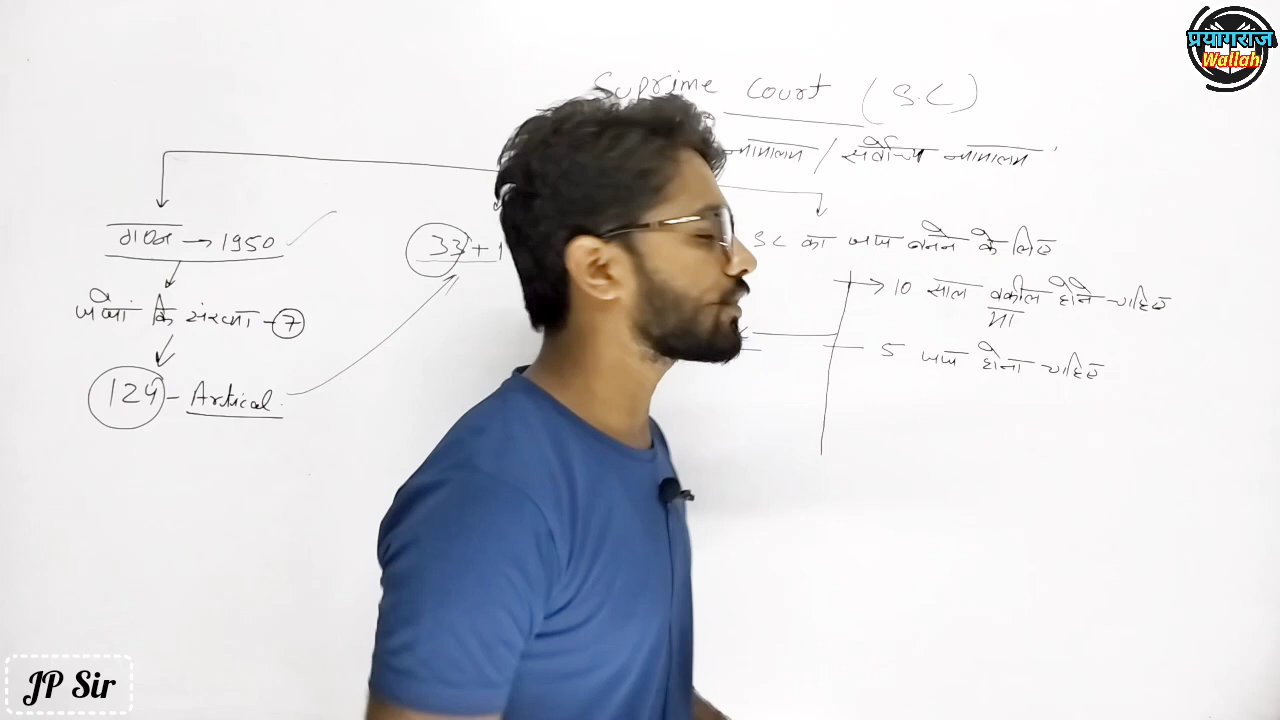 प्रयागराज
Wallah
Suprime Court (S.C)
न्यायालय / सर्वोच्च न्यायालय
गठन → 1950
33 + 1
SC का जज बनने के लिए
10 साल वकील होने चाहिए
या
जजों कि संख्या - 7
5 जज होना चाहिए
124 - Artical
JP Sir